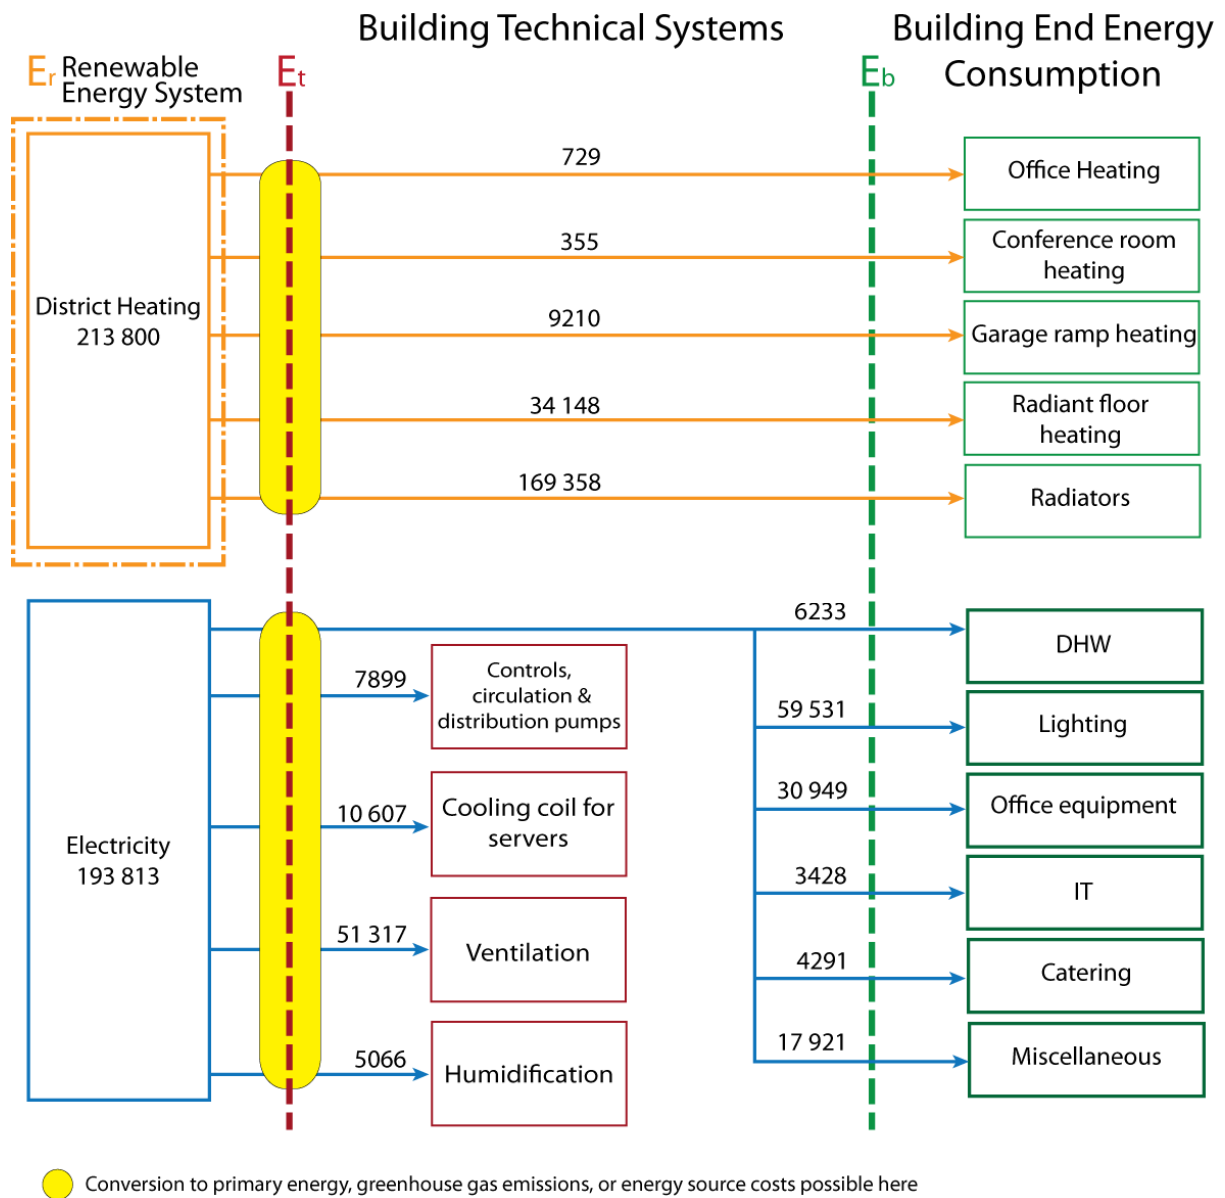 Building Technical Systems
Building End Energy
Consumption
Er Renewable
Energy System
Et
Eb
District Heating
213 800
729
Office Heating
355
Conference room
heating
9210
Garage ramp heating
34 148
Radiant floor
heating
169 358
Radiators
Electricity
193 813
6233
DHW
7899
Controls,
circulation &
distribution pumps
59 531
Lighting
10 607
Cooling coil for
servers
30 949
Office equipment
3428
IT
51 317
Ventilation
4291
Catering
5066
Humidification
17 921
Miscellaneous
Conversion to primary energy, greenhouse gas emissions, or energy source costs possible here